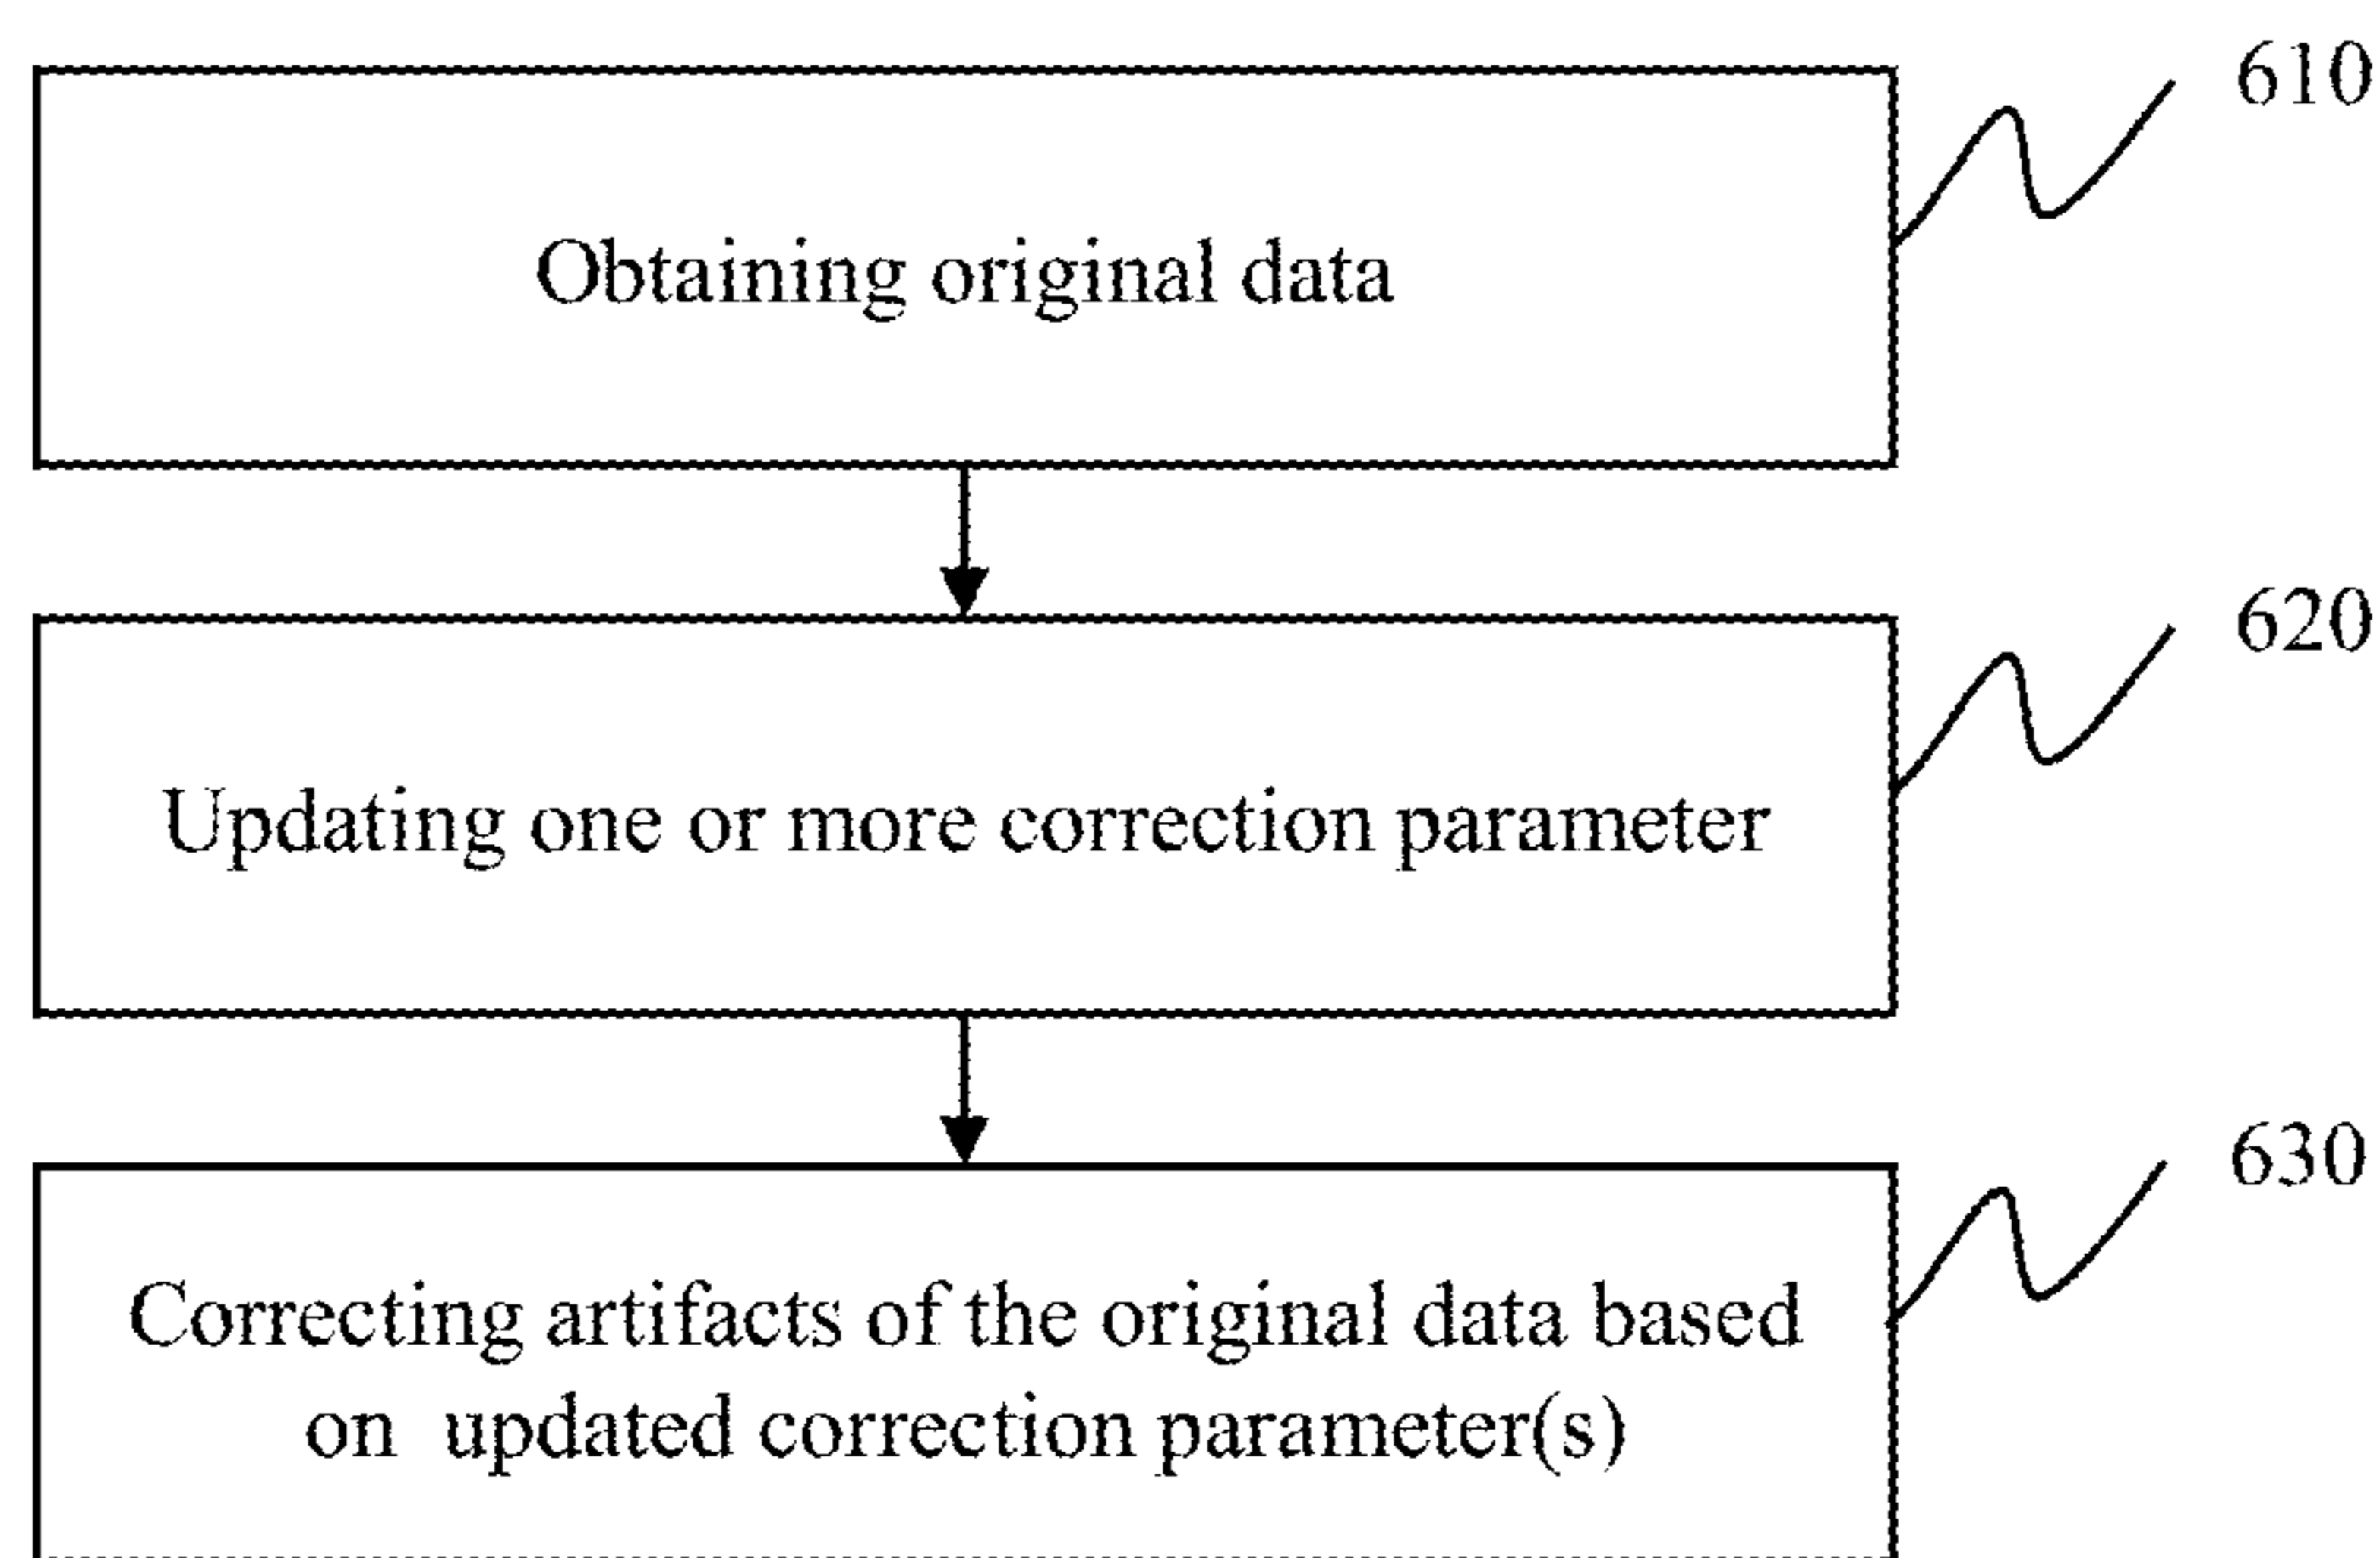 610
Obtaining original data
620
Updating one or more correction parameter
630
Correcting artifacts of the original data based
on updated correction parameter(s)